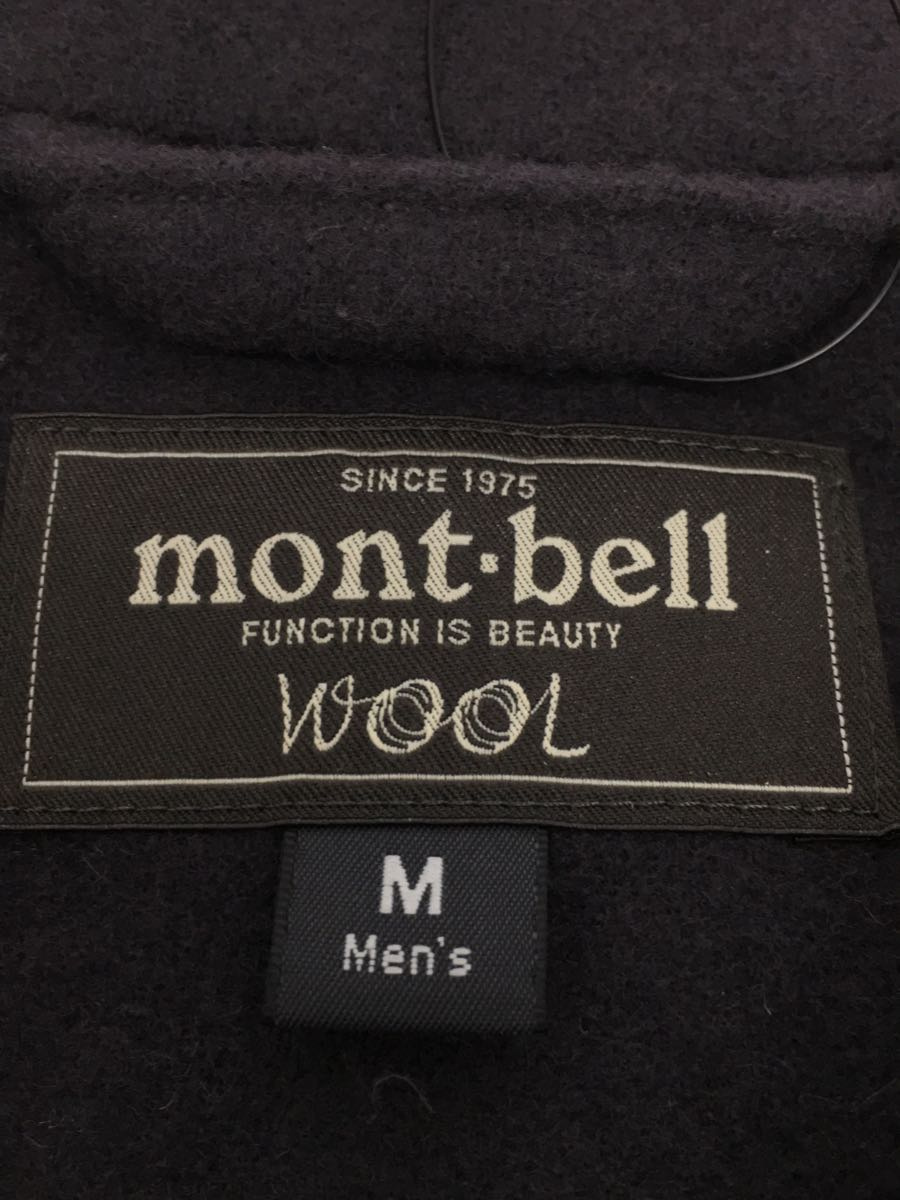 SINCE 1975
mont·bell
FUNCTION IS BEAUTY
WOOL
M
Men's